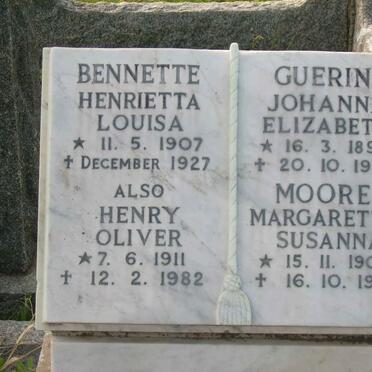 BENNETTE
HENRIETTA
LOUISA
★ 11. 5. 1907
✝ DECEMBER 1927
ALSO
HENRY
OLIVER
★ 7. 6. 1911
✝ 12. 2. 1982
GUERIN
JOHANN
ELIZABET
★ 16. 3. 189
✝ 20. 10. 19
MOORE
MARGARET
SUSANNA
★ 15. 11. 190
✝ 16. 10. 19